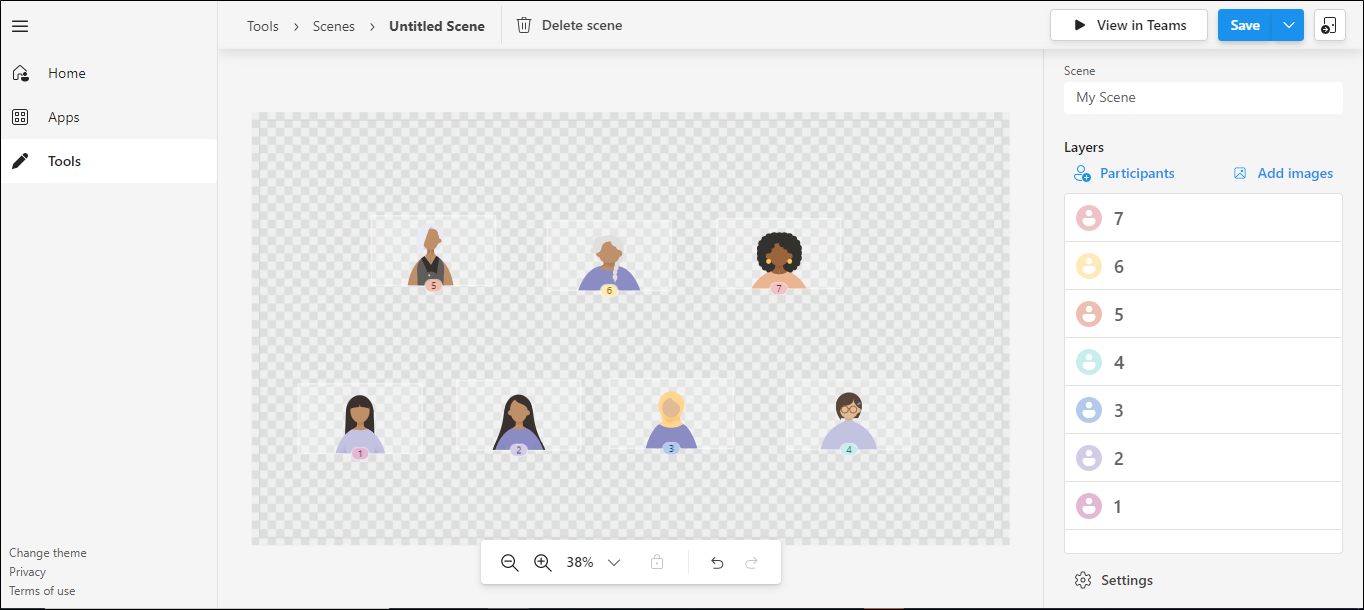 Tools > Scenes > Untitled Scene
Delete scene
View in Teams
Save
Home
Apps
Tools
Change theme
Privacy
Terms of use
5
6
7
1
2
3
4
38%
Scene
My Scene
Layers
Participants
Add images
7
6
5
4
3
2
1
Settings